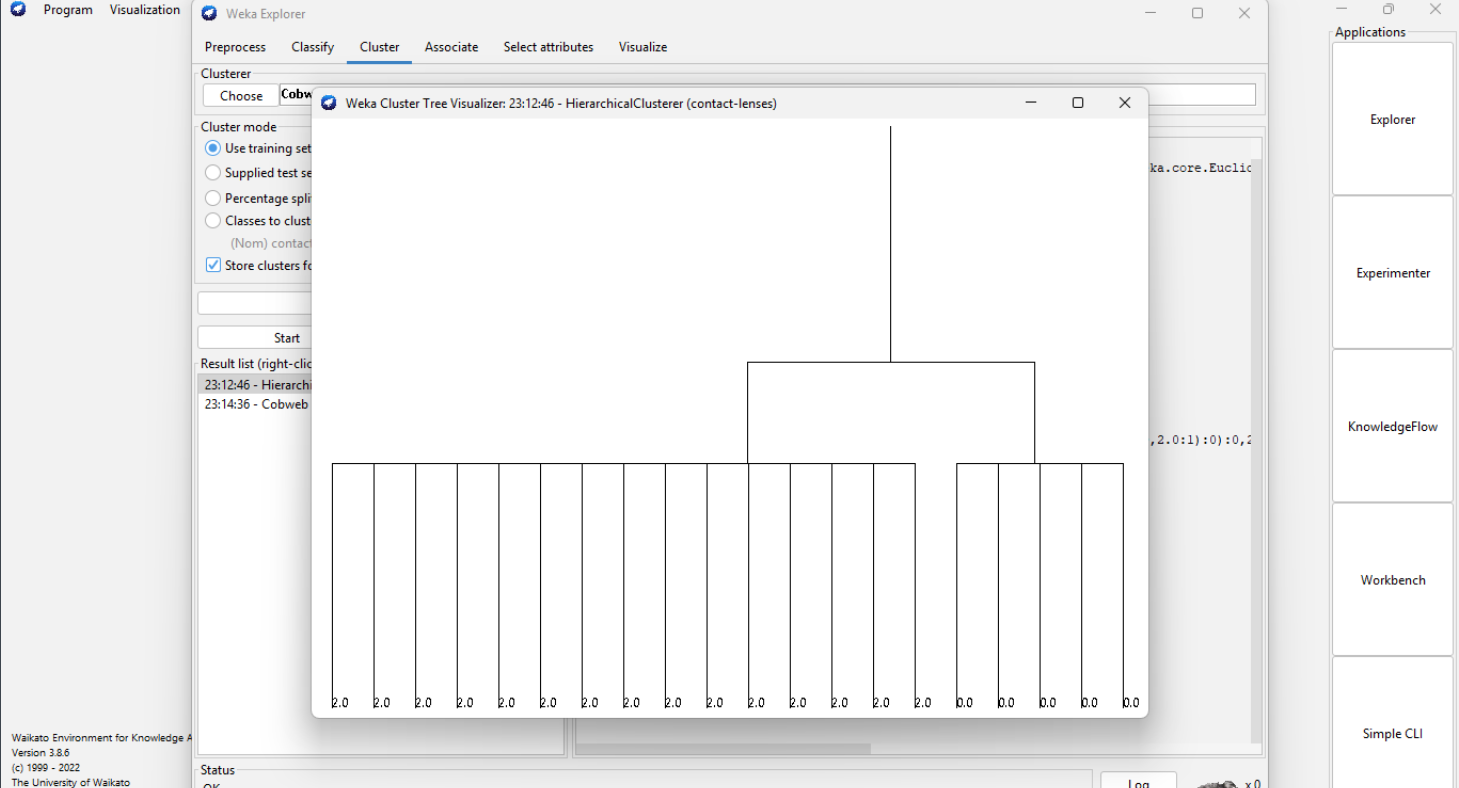 Program Visualization
Weka Explorer
Preprocess Classify Cluster Associate Select attributes Visualize
Clusterer
Choose Cobw
Cluster mode
Use training set
Supplied test se
Percentage spli
Classes to clust
(Nom) contact
Store clusters fo
Start
Result list (right-clic
23:12:46 - Hierarchi
23:14:36 - Cobweb
Weka Cluster Tree Visualizer: 23:12:46 - HierarchicalClusterer (contact-lenses)
2.0 2.0 2.0 2.0 2.0 2.0 2.0 2.0 2.0 2.0 2.0 2.0 2.0 2.0 2.0 0.0 0.0 0.0 0.0 0.0
ka.core.Euclid
,2.0:1):0):0,2
Status
OK
Log
x 0
Applications
Explorer
Experimenter
KnowledgeFlow
Workbench
Simple CLI
Waikato Environment for Knowledge A
Version 3.8.6
(c) 1999 - 2022
The University of Waikato